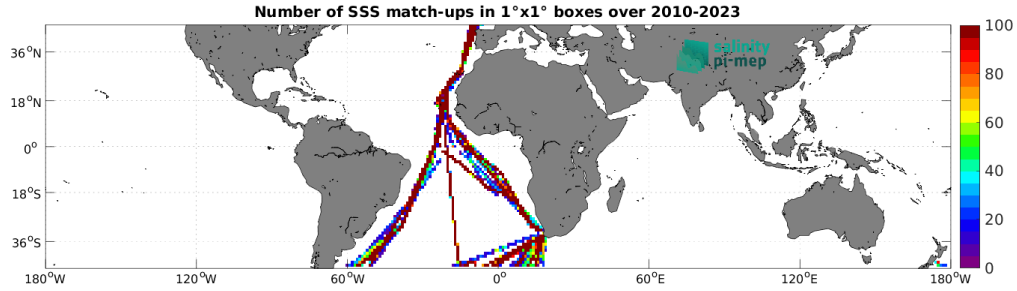 Number of SSS match-ups in 1°x1° boxes over 2010-2023
salinity
pi-mep
36°N
18°N
0°
18°S
36°S
180°W 120°W 60°W 0° 60°E 120°E 180°W
100
80
60
40
20
0